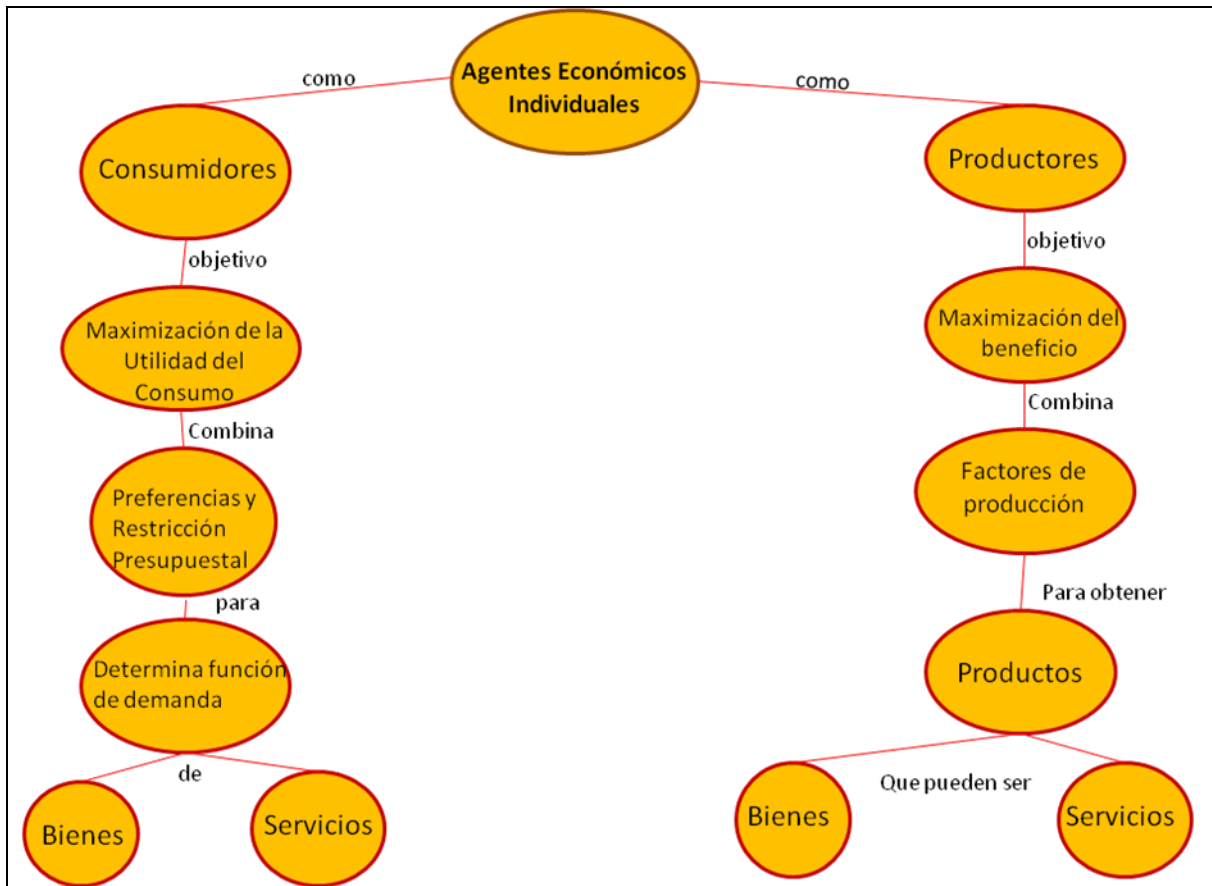 Agentes Económicos
Individuales
como
como
Consumidores
Productores
objetivo
objetivo
Maximización de la
Utilidad del
Consumo
Maximización del
beneficio
Combina
Combina
Preferencias y
Restricción
Presupuestal
Factores de
producción
para
Para obtener
Determina función
de demanda
Productos
de
Que pueden ser
Bienes
Servicios
Bienes
Servicios